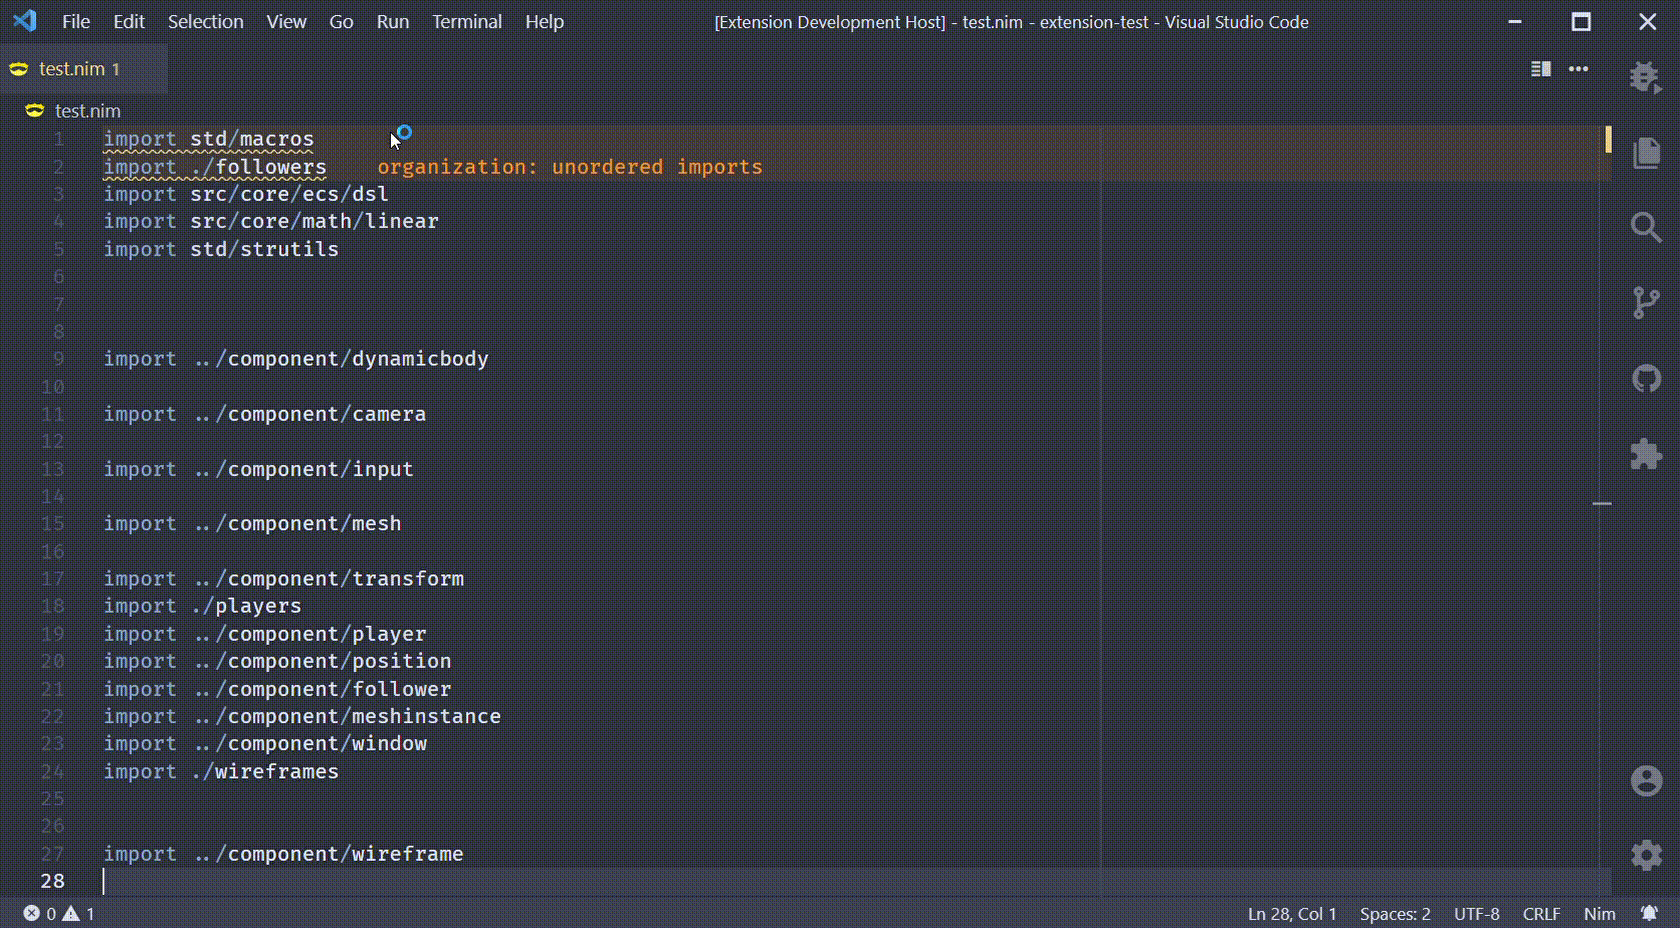 File Edit Selection View Go Run Terminal Help [Extension Development Host] - test.nim - extension-test - Visual Studio Code
test.nim 1
test.nim
1 import std/macros
2 import ./followers organization: unordered imports
3 import src/core/ecs/dsl
4 import src/core/math/linear
5 import std/strutils
6
7
8
9 import ../component/dynamicbody
10
11 import ../component/camera
12
13 import ../component/input
14
15 import ../component/mesh
16
17 import ../component/transform
18 import ./players
19 import ../component/player
20 import ../component/position
21 import ../component/follower
22 import ../component/meshinstance
23 import ../component/window
24 import ./wireframes
25
26
27 import ../component/wireframe
28
0 1 Ln 28, Col 1 Spaces: 2 UTF-8 CRLF Nim